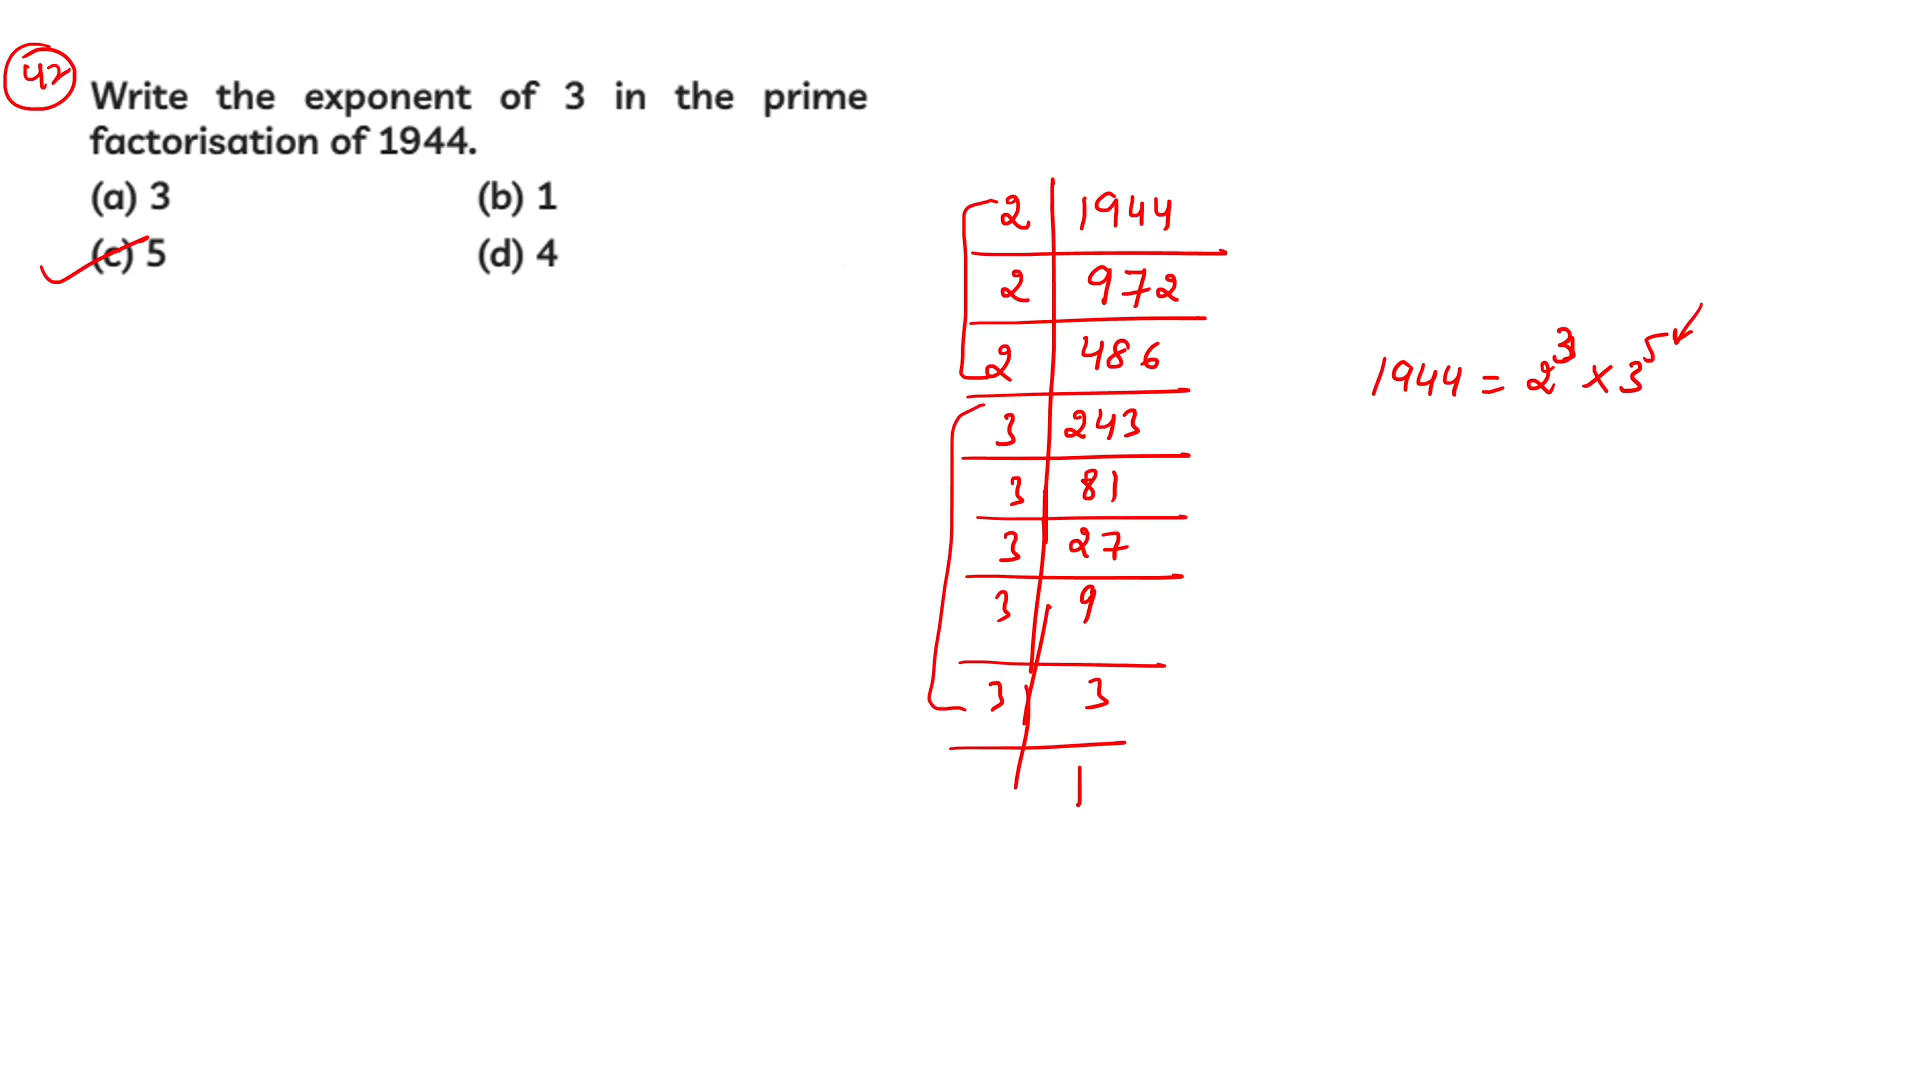 42
Write the exponent of 3 in the prime
factorisation of 1944.
(a) 3 (b) 1
(c) 5 (d) 4
2 1944
2 972
2 486
3 243
3 81
3 27
3 9
3 3
1
1944 = 2³ × 3⁵